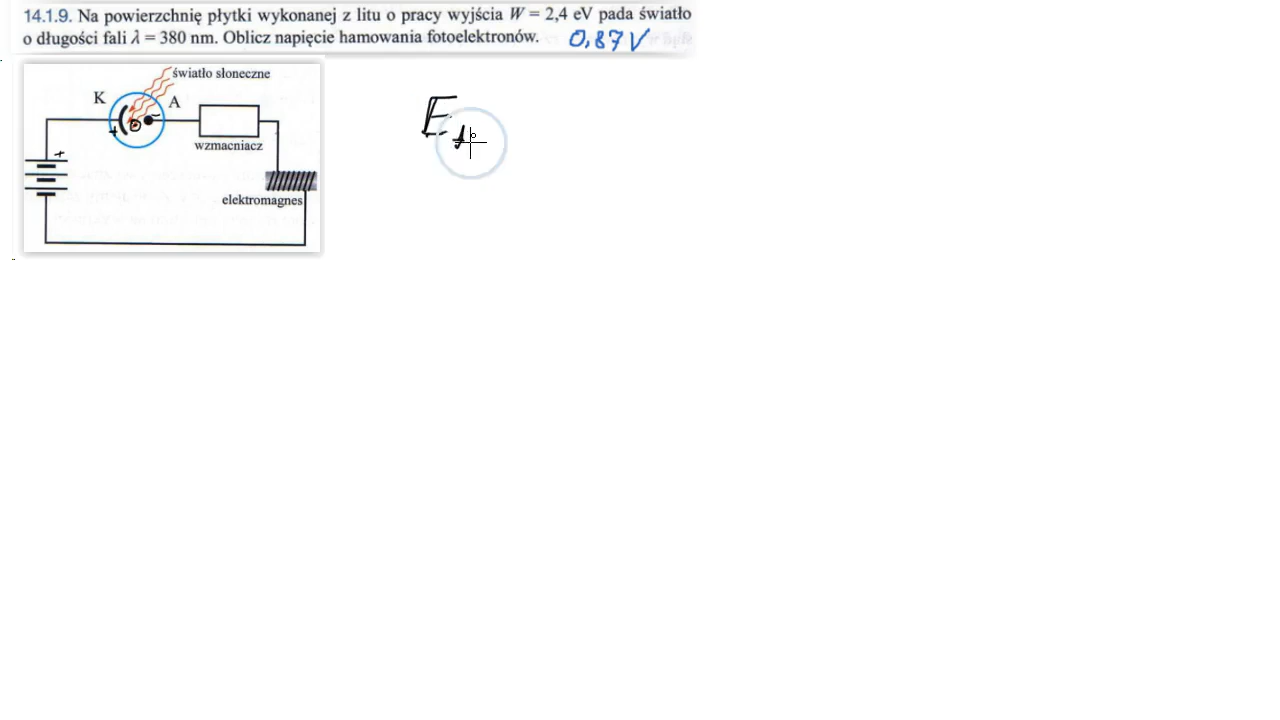 14.1.9. Na powierzchnię płytki wykonanej z litu o pracy wyjścia W = 2,4 eV pada światło
o długości fali λ = 380 nm. Oblicz napięcie hamowania fotoelektronów. 0,87 V
światło słoneczne
K
A
+
+
wzmacniacz
elektromagnes
E